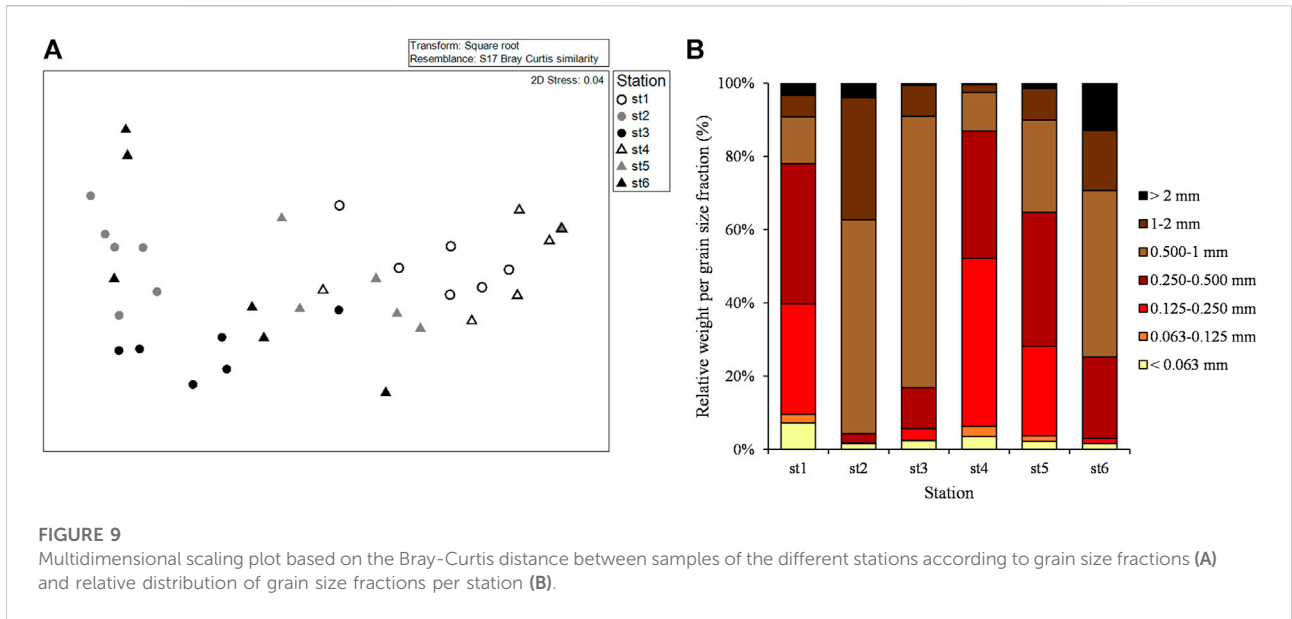 A
Transform: Square root
Resemblance: S17 Bray Curtis similarity
2D Stress: 0.04
Station
st1
st2
st3
st4
st5
st6
B
Relative weight per grain size fraction (%)
100%
80%
60%
40%
20%
0%
st1 st2 st3 st4 st5 st6
Station
> 2 mm
1-2 mm
0.500-1 mm
0.250-0.500 mm
0.125-0.250 mm
0.063-0.125 mm
< 0.063 mm
FIGURE 9
Multidimensional scaling plot based on the Bray-Curtis distance between samples of the different stations according to grain size fractions (A)
and relative distribution of grain size fractions per station (B).